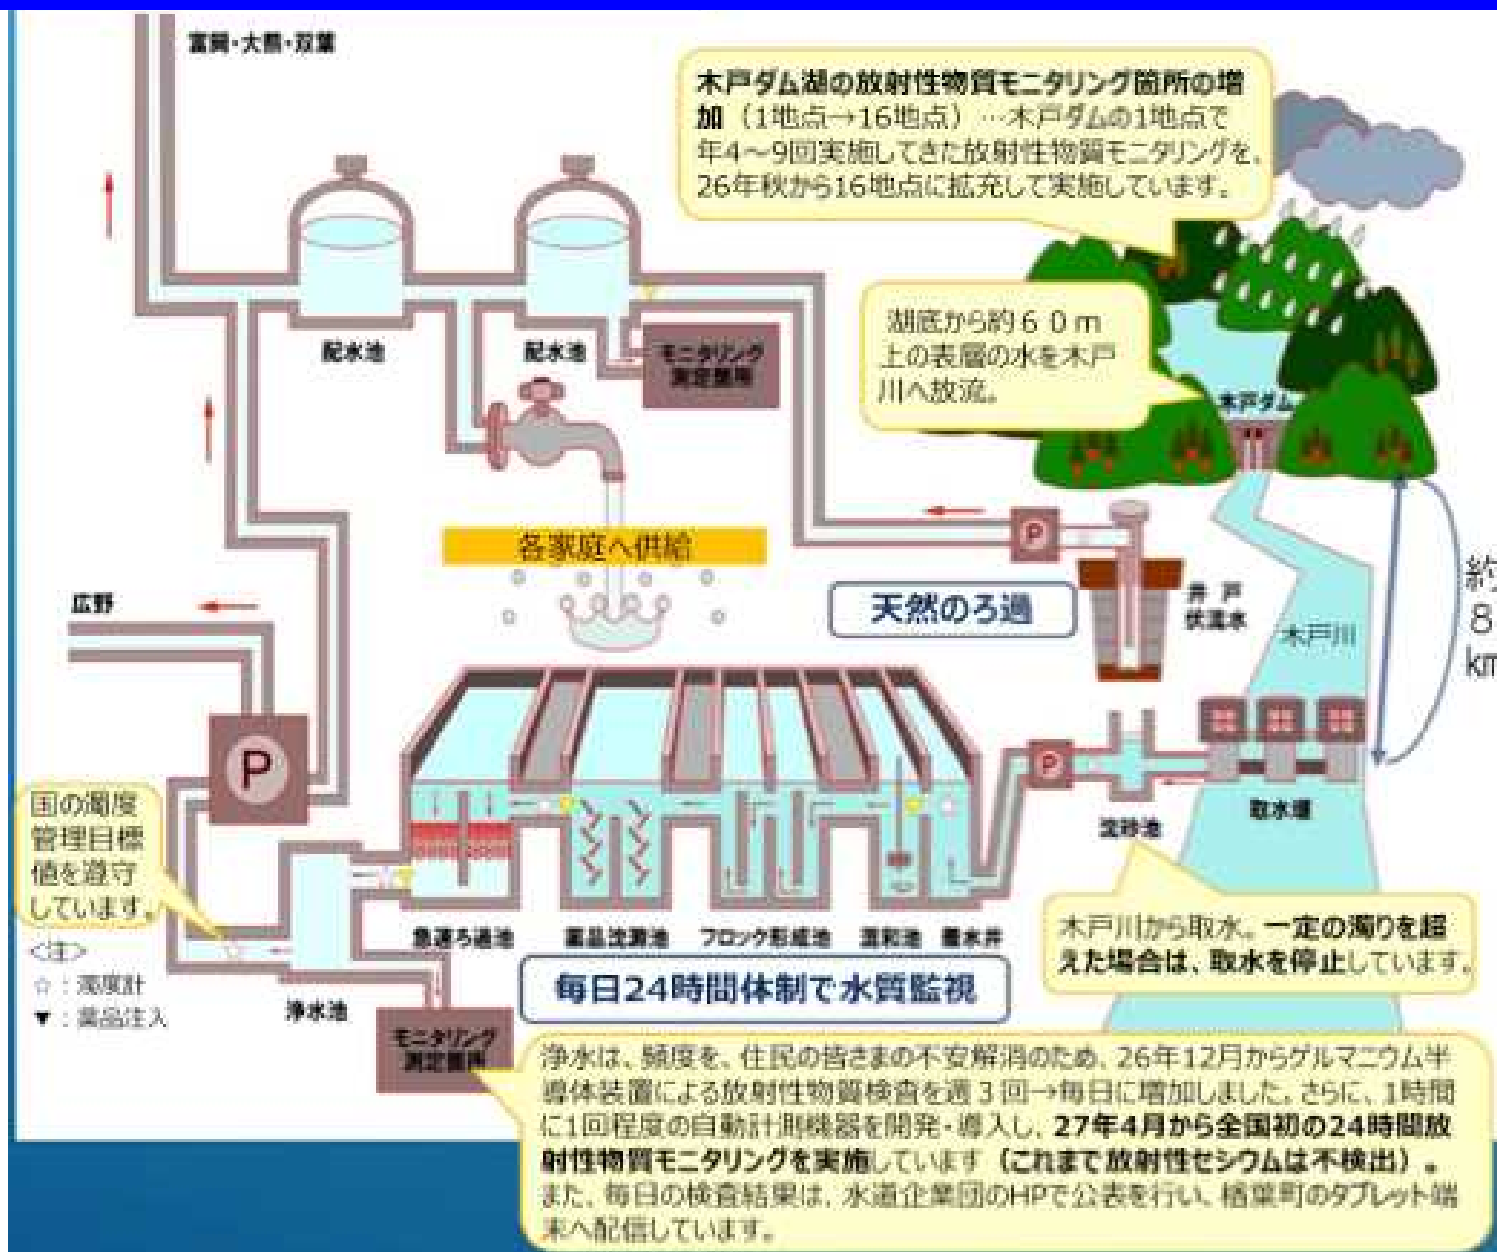 富岡・大熊・双葉
木戸ダム湖の放射性物質モニタリング箇所の増
加（1地点→16地点）…木戸ダムの1地点で
年4～9回実施してきた放射性物質モニタリングを、
26年秋から16地点に拡充して実施しています。
湖底から約６０ｍ
上の表層の水を木戸
川へ放流。
木戸ダム
配水池
配水池
モニタリング
測定箇所
各家庭へ供給
天然のろ過
井戸
伏流水
木戸川
約
8
km
広野
P
P
P
取水堰
沈砂池
国の濁度
管理目標
値を遵守
しています。
<注>
☆：濁度計
▼：薬品注入
急速ろ過池
薬品沈澱池
フロック形成池
混和池
着水井
木戸川から取水。一定の濁りを超
えた場合は、取水を停止しています。
毎日24時間体制で水質監視
浄水池
モニタリング
測定箇所
浄水は、頻度を、住民の皆さまの不安解消のため、26年12月からゲルマニウム半
導体装置による放射性物質検査を週３回→毎日に増加しました。さらに、1時間
に1回程度の自動計測機器を開発・導入し、27年4月から全国初の24時間放
射性物質モニタリングを実施しています（これまで放射性セシウムは不検出）。
また、毎日の検査結果は、水道企業団のHPで公表を行い、楢葉町のタブレット端
末へ配信しています。